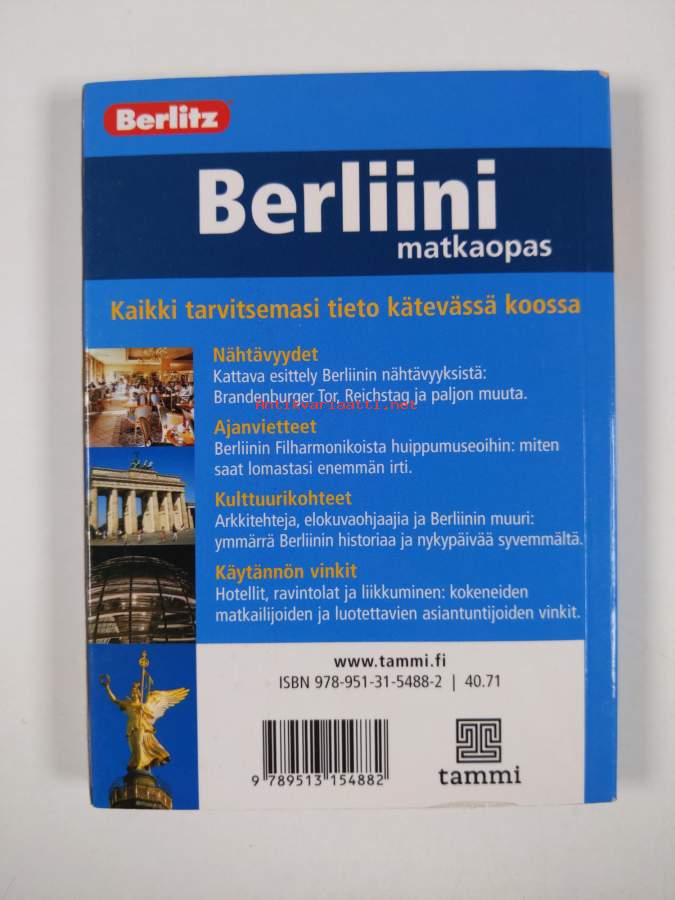 Berlitz
Berliini
matkaopas
Kaikki tarvitsemasi tieto kätevässä koossa
Nähtävyydet
Kattava esittely Berliinin nähtävyyksistä:
Brandenburger Tor, Reichstag ja paljon muuta.
Antikvariaatti.net
Ajanvietteet
Berliinin Filharmonikoista huippumuseoihin: miten
saat lomastasi enemmän irti.
Kulttuurikohteet
Arkkitehteja, elokuvaohjaajia ja Berliinin muuri:
ymmärrä Berliinin historiaa ja nykypäivää syvemmältä.
Käytännön vinkit
Hotellit, ravintolat ja liikkuminen: kokeneiden
matkailijoiden ja luotettavien asiantuntijoiden vinkit.
www.tammi.fi
ISBN 978-951-31-5488-2 | 40.71
9 789513 154882
tammi